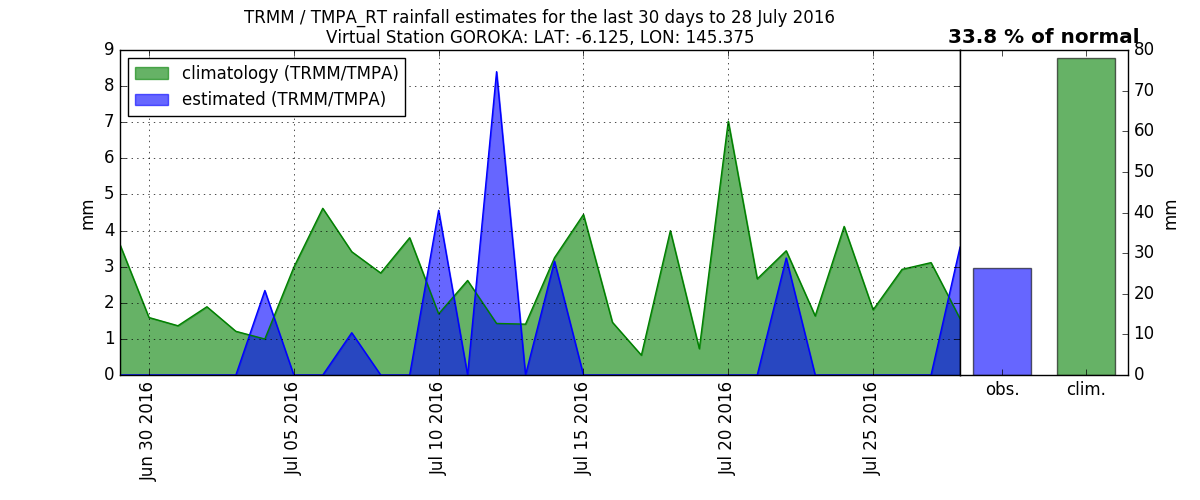 TRMM / TMPA_RT rainfall estimates for the last 30 days to 28 July 2016
Virtual Station GOROKA: LAT: -6.125, LON: 145.375
33.8 % of normal
climatology (TRMM/TMPA)
estimated (TRMM/TMPA)
mm
9
8
7
6
5
4
3
2
1
0
Jun 30 2016
Jul 05 2016
Jul 10 2016
Jul 15 2016
Jul 20 2016
Jul 25 2016
obs.
clim.
80
70
60
50
40
30
20
10
0
mm